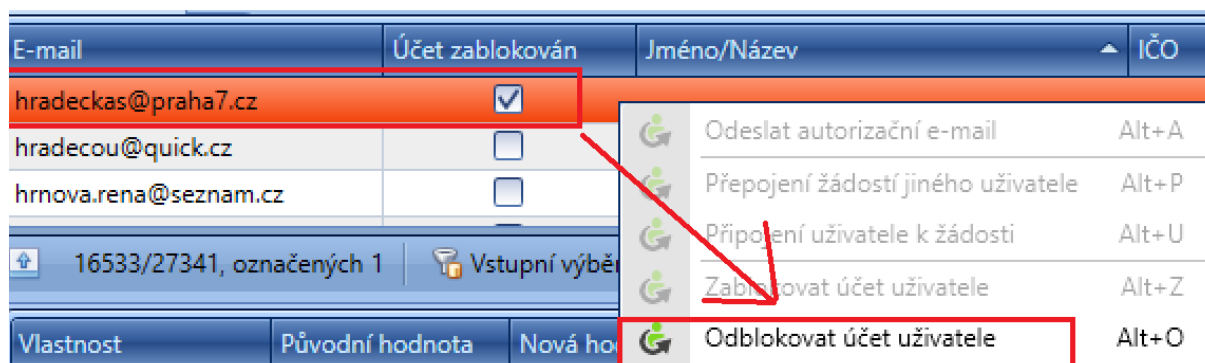 E-mail Účet zablokován Jméno/Název IČO
hradeckas@praha7.cz
hradecou@quick.cz
hrnova.rena@seznam.cz
16533/27341, označených 1 Vstupní výběr
Odeslat autorizační e-mail Alt+A
Přepojení žádostí jiného uživatele Alt+P
Připojení uživatele k žádosti Alt+U
Zablokovat účet uživatele Alt+Z
Odblokovat účet uživatele Alt+O
Vlastnost Původní hodnota Nová ho